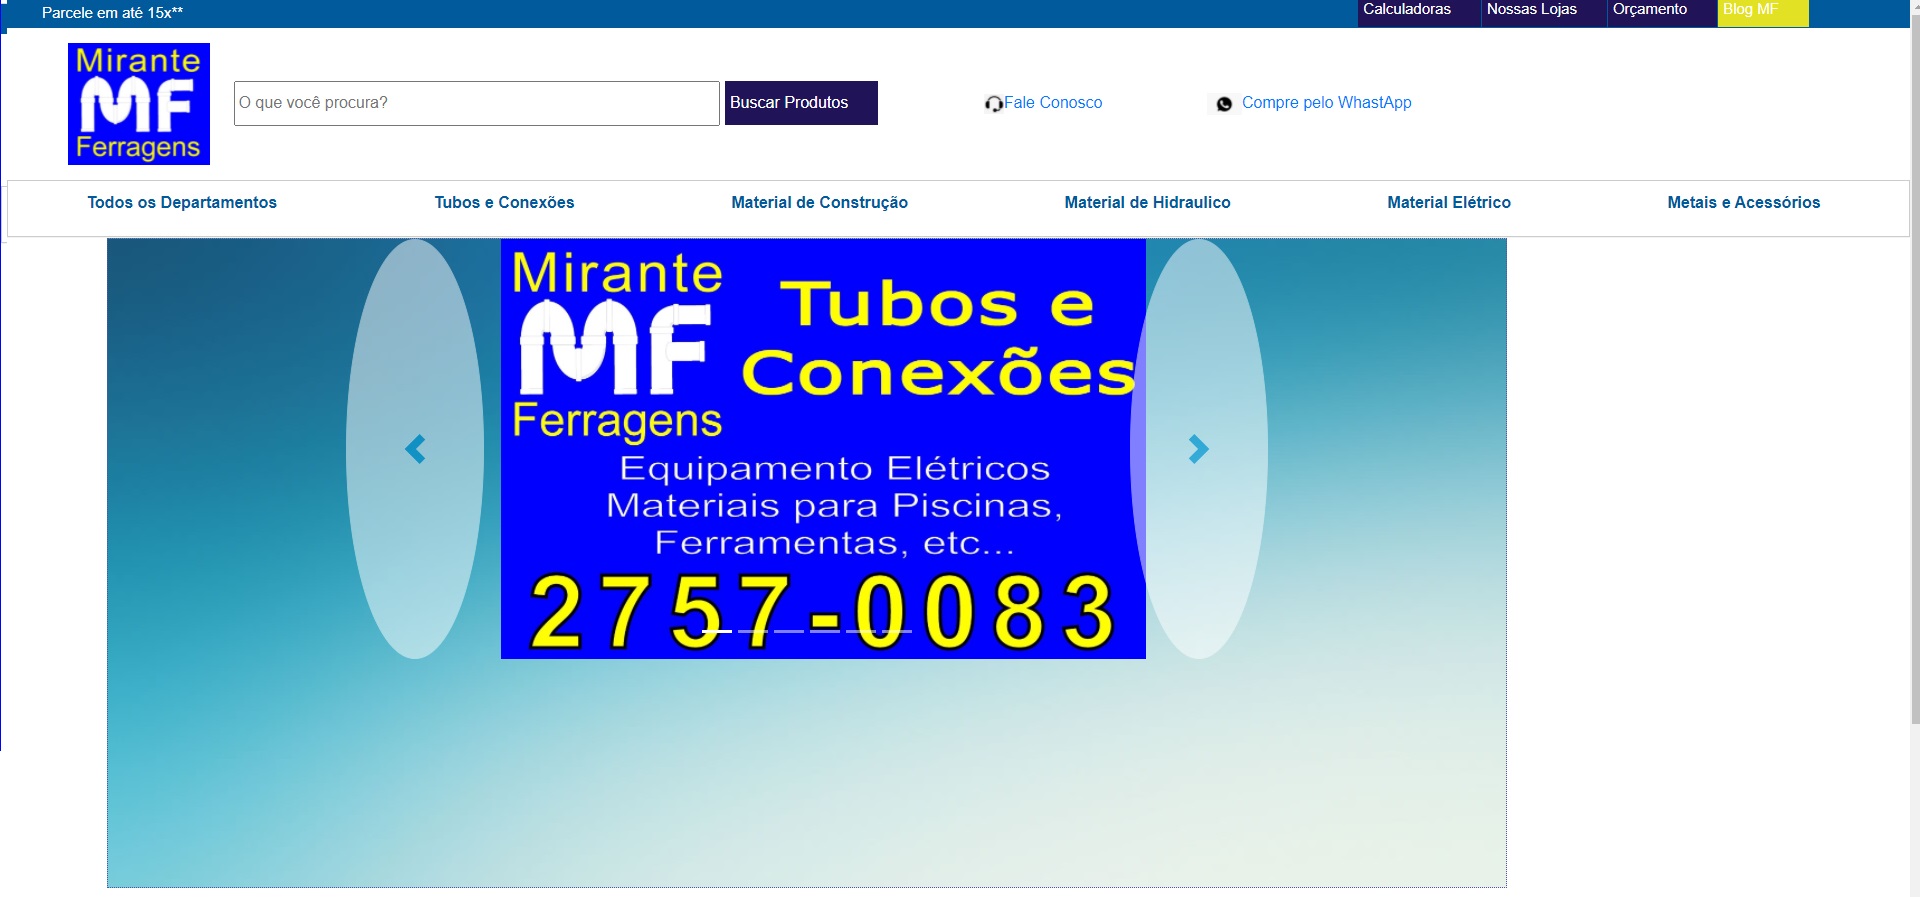 Parcele em até 15x**
Calculadoras
Nossas Lojas
Orçamento
Blog MF
Mirante
MF
Ferragens
O que você procura?
Buscar Produtos
Fale Conosco
Compre pelo WhastApp
Todos os Departamentos
Tubos e Conexões
Material de Construção
Material de Hidraulico
Material Elétrico
Metais e Acessórios
Mirante
MF
Ferragens
Tubos e
Conexões
Equipamento Elétricos
Materiais para Piscinas,
Ferramentas, etc...
2757-0083